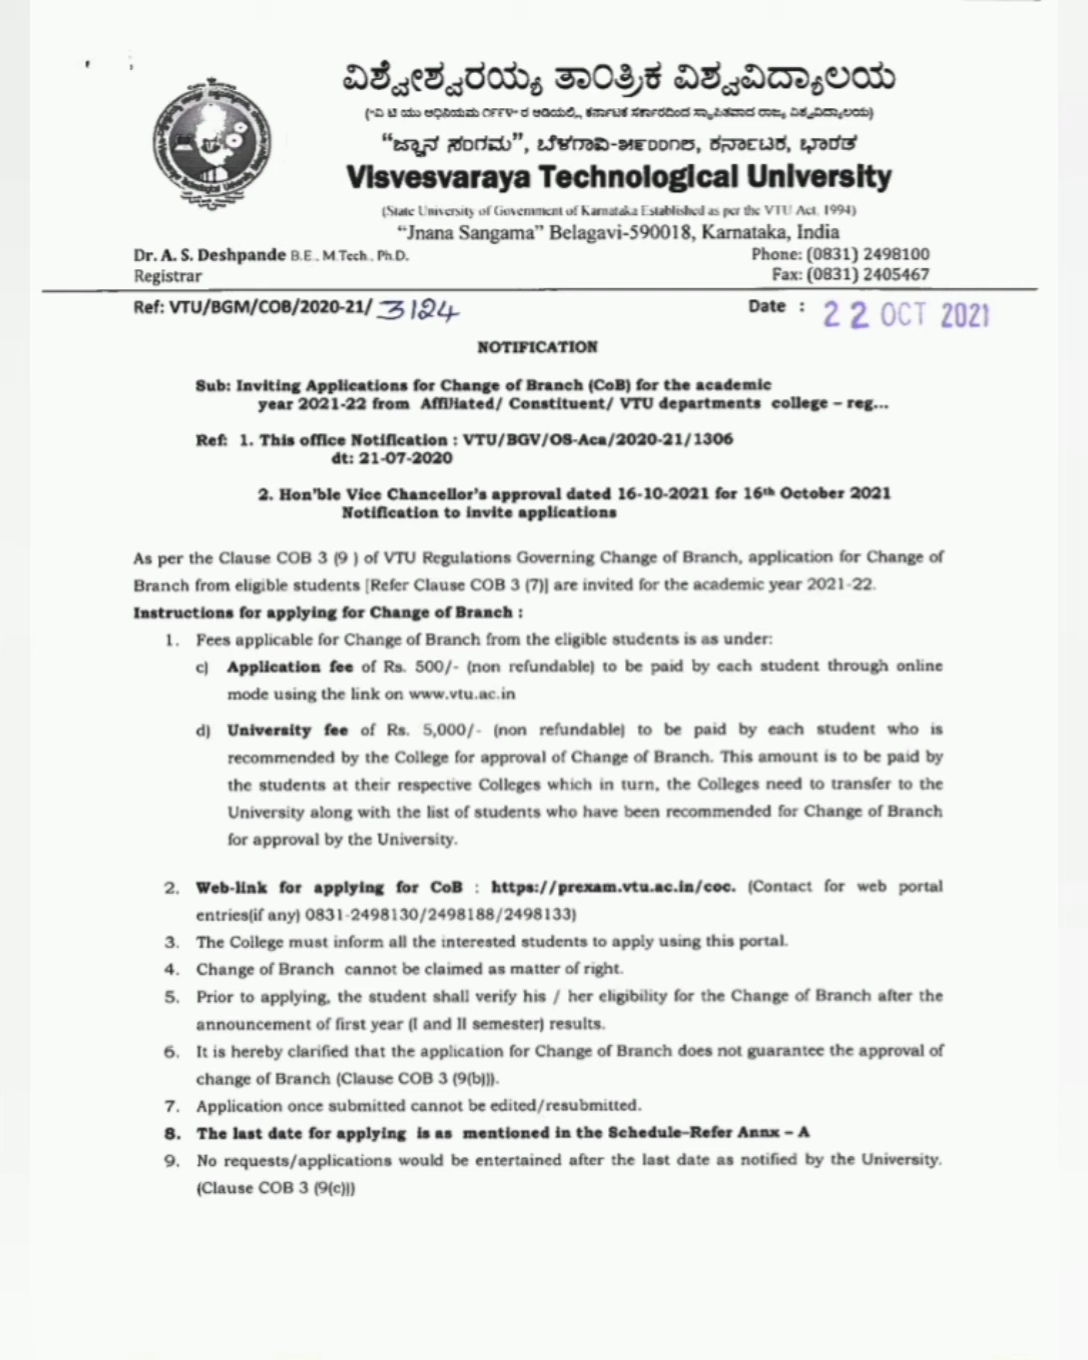 ವಿಶ್ವೇಶ್ವರಯ್ಯ ತಾಂತ್ರಿಕ ವಿಶ್ವವಿದ್ಯಾಲಯ
("ವಿ ಟಿ ಯು ಅಧಿನಿಯಮ ೧೯೯೪" ರ ಅಡಿಯಲ್ಲಿ, ಕರ್ನಾಟಕ ಸರ್ಕಾರದಿಂದ ಸ್ಥಾಪಿತವಾದ ರಾಜ್ಯ ವಿಶ್ವವಿದ್ಯಾಲಯ)
"ಜ್ಞಾನ ಸಂಗಮ", ಬೆಳಗಾವಿ-೫೯೦೦೧೮, ಕರ್ನಾಟಕ, ಭಾರತ
Visvesvaraya Technological University
(State University of Government of Karnataka Established as per the VTU Act, 1994)
"Jnana Sangama" Belagavi-590018, Karnataka, India
Dr. A. S. Deshpande B.E., M.Tech., Ph.D. Phone: (0831) 2498100
Registrar Fax: (0831) 2405467
Ref: VTU/BGM/COB/2020-21/ 3124 Date : 22 OCT 2021
NOTIFICATION
Sub: Inviting Applications for Change of Branch (CoB) for the academic
year 2021-22 from Affiliated/ Constituent/ VTU departments college – reg...
Ref: 1. This office Notification : VTU/BGV/OS-Aca/2020-21/1306
dt: 21-07-2020
2. Hon'ble Vice Chancellor's approval dated 16-10-2021 for 16th October 2021
Notification to invite applications
As per the Clause COB 3 (9 ) of VTU Regulations Governing Change of Branch, application for Change of
Branch from eligible students [Refer Clause COB 3 (7)] are invited for the academic year 2021-22.
Instructions for applying for Change of Branch :
1. Fees applicable for Change of Branch from the eligible students is as under:
c) Application fee of Rs. 500/- (non refundable) to be paid by each student through online
mode using the link on www.vtu.ac.in
d) University fee of Rs. 5,000/- (non refundable) to be paid by each student who is
recommended by the College for approval of Change of Branch. This amount is to be paid by
the students at their respective Colleges which in turn, the Colleges need to transfer to the
University along with the list of students who have been recommended for Change of Branch
for approval by the University.
2. Web-link for applying for CoB : https://prexam.vtu.ac.in/coc. (Contact for web portal
entries(if any) 0831-2498130/2498188/2498133)
3. The College must inform all the interested students to apply using this portal.
4. Change of Branch cannot be claimed as matter of right.
5. Prior to applying, the student shall verify his / her eligibility for the Change of Branch after the
announcement of first year (I and II semester) results.
6. It is hereby clarified that the application for Change of Branch does not guarantee the approval of
change of Branch (Clause COB 3 (9(b))).
7. Application once submitted cannot be edited/resubmitted.
8. The last date for applying is as mentioned in the Schedule-Refer Annx – A
9. No requests/applications would be entertained after the last date as notified by the University.
(Clause COB 3 (9(c)))